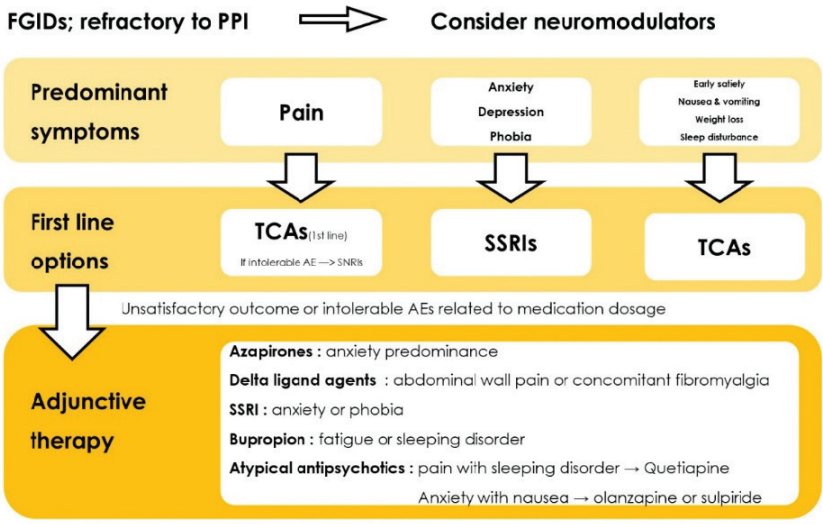 FGIDs; refractory to PPI
Consider neuromodulators
Predominant
symptoms
Pain
Anxiety
Depression
Phobia
Early satiety
Nausea & vomiting
Weight loss
Sleep disturbance
First line
options
TCAs(1st line)
If intolerable AE —> SNRIs
SSRIs
TCAs
Unsatisfactory outcome or intolerable AEs related to medication dosage
Adjunctive
therapy
Azapirones : anxiety predominance
Delta ligand agents : abdominal wall pain or concomitant fibromyalgia
SSRI : anxiety or phobia
Bupropion : fatigue or sleeping disorder
Atypical antipsychotics : pain with sleeping disorder → Quetiapine
Anxiety with nausea → olanzapine or sulpiride